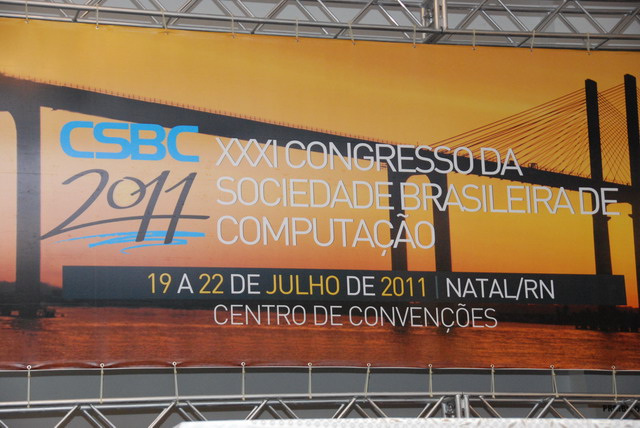 CSBC
2011
XXXI CONGRESSO DA
SOCIEDADE BRASILEIRA DE
COMPUTAÇÃO
19 A 22 DE JULHO DE 2011 | NATAL/RN
CENTRO DE CONVENÇÕES